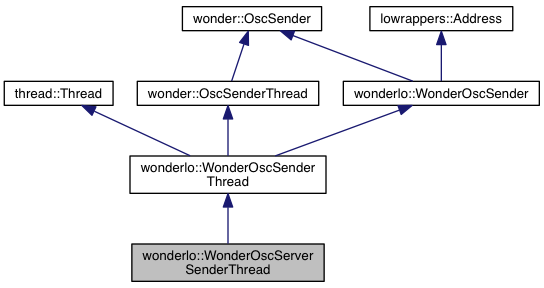 wonder::OscSender
lowrappers::Address
thread::Thread
wonder::OscSenderThread
wonderlo::WonderOscSender
wonderlo::WonderOscSender
Thread
wonderlo::WonderOscServer
SenderThread